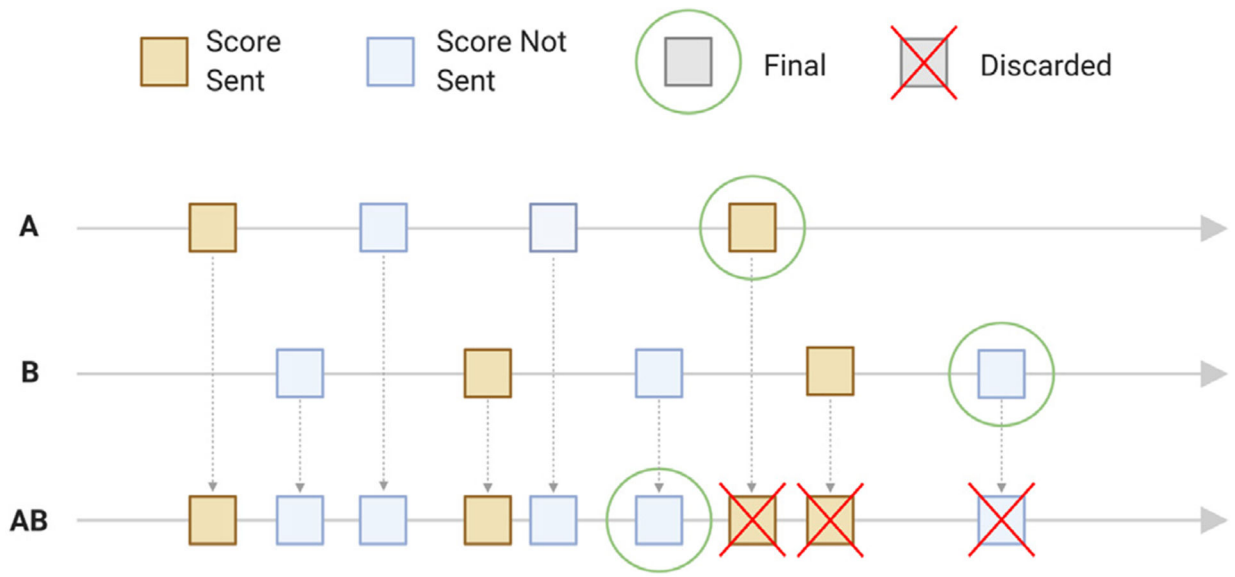 Score
Sent
Score Not
Sent
Final
Discarded
A
B
AB